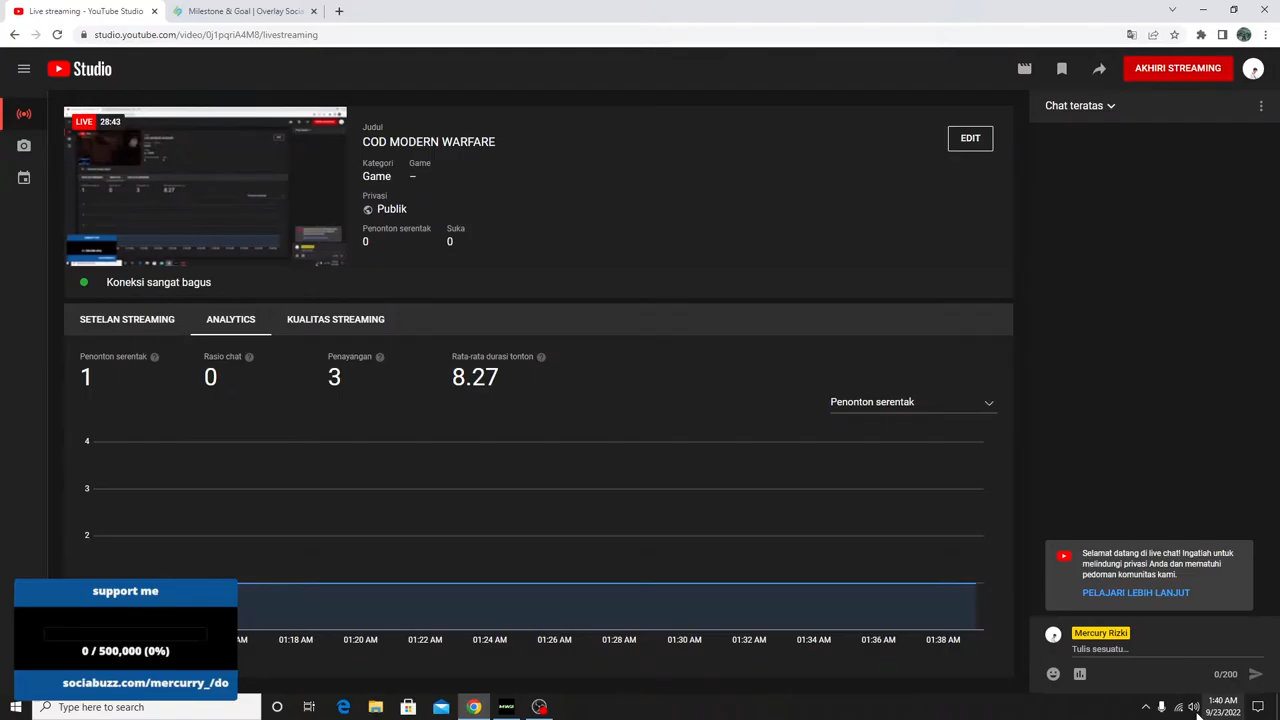 Live streaming - YouTube Studio
Milestone & Goal | Overlay Socia
studio.youtube.com/video/0j1pqriA4M8/livestreaming
Studio
AKHIRI STREAMING
LIVE 28:43
Judul
COD MODERN WARFARE
EDIT
Kategori Game
Game –
Privasi
Publik
Penonton serentak Suka
0 0
Koneksi sangat bagus
SETELAN STREAMING ANALYTICS KUALITAS STREAMING
Penonton serentak Rasio chat Penayangan Rata-rata durasi tonton
1 0 3 8.27
Penonton serentak
4
3
2
AM 01:18 AM 01:20 AM 01:22 AM 01:24 AM 01:26 AM 01:28 AM 01:30 AM 01:32 AM 01:34 AM 01:36 AM 01:38 AM
support me
0 / 500,000 (0%)
sociabuzz.com/mercurry_/do
Chat teratas
Selamat datang di live chat! Ingatlah untuk
melindungi privasi Anda dan mematuhi
pedoman komunitas kami.
PELAJARI LEBIH LANJUT
Mercury Rizki
Tulis sesuatu...
0/200
Type here to search
MWII
1:40 AM
9/23/2022